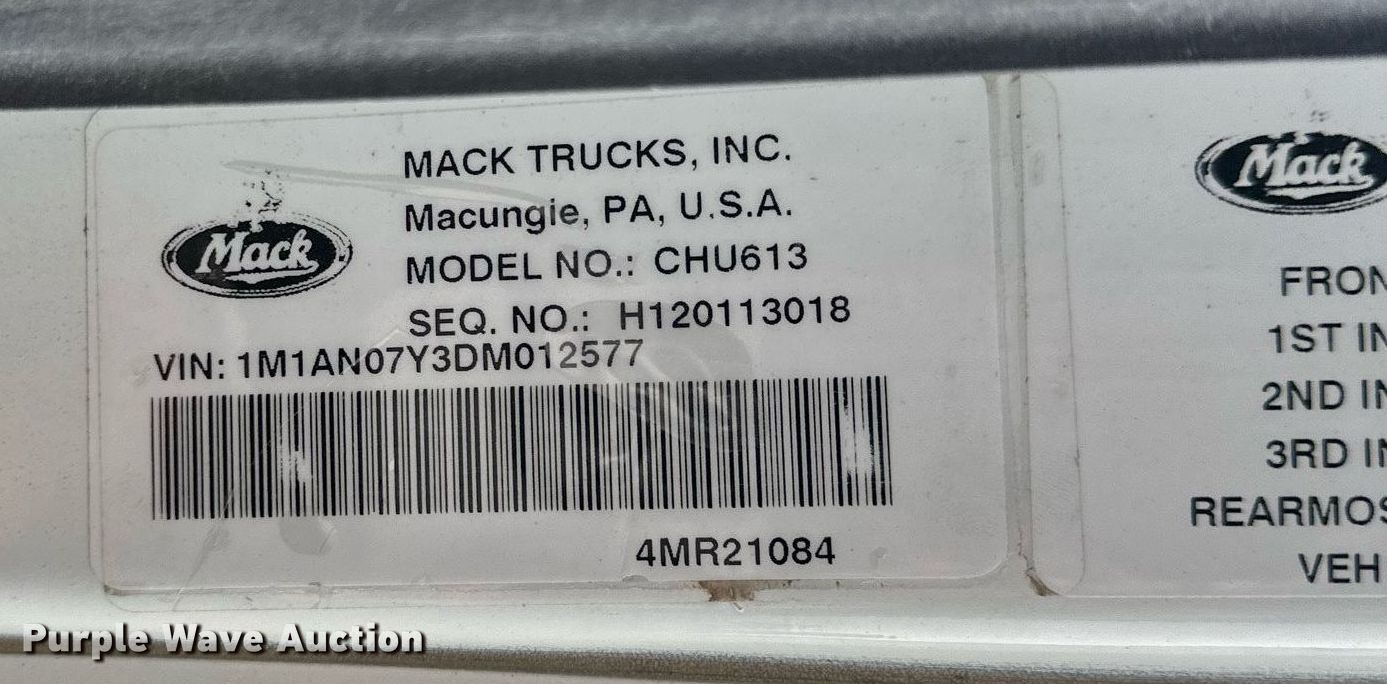 MACK TRUCKS, INC.
Macungie, PA, U.S.A.
Mack
MODEL NO.: CHU613
SEQ. NO.: H120113018
VIN: 1M1AN07Y3DM012577
4MR21084
Mack
FRON
1ST IN
2ND IN
3RD IN
REARMOS
VEH
Purple Wave Auction